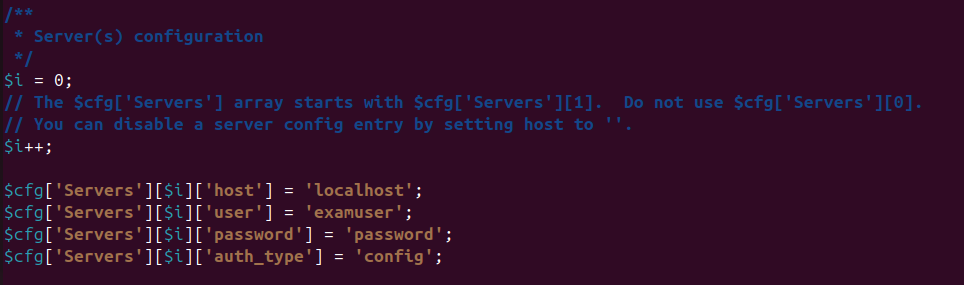 /**
 * Server(s) configuration
 */
$i = 0;
// The $cfg['Servers'] array starts with $cfg['Servers'][1].  Do not use $cfg['Servers'][0].
// You can disable a server config entry by setting host to ''.
$i++;
$cfg['Servers'][$i]['host'] = 'localhost';
$cfg['Servers'][$i]['user'] = 'examuser';
$cfg['Servers'][$i]['password'] = 'password';
$cfg['Servers'][$i]['auth_type'] = 'config';